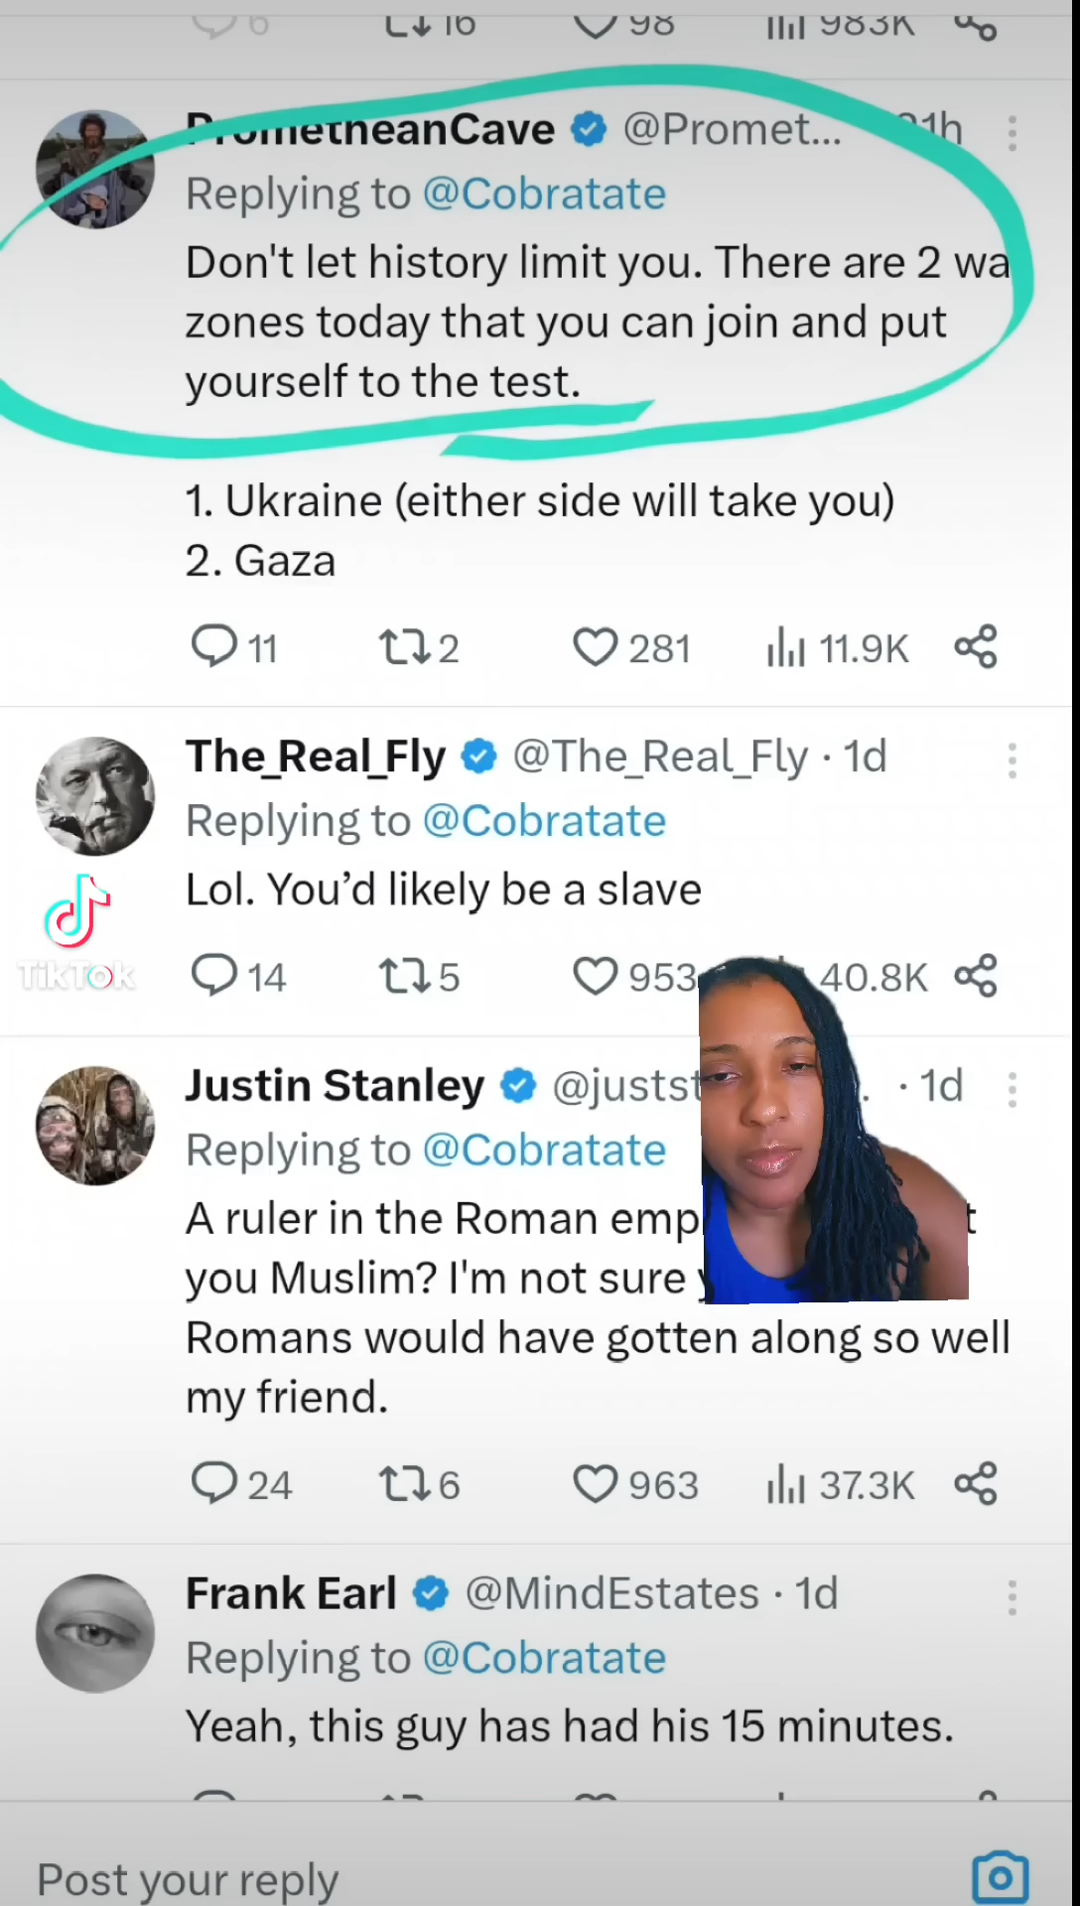 6 16 98 983K
PrometheanCave @Promet... 21h
Replying to @Cobratate
Don't let history limit you. There are 2 wa
zones today that you can join and put
yourself to the test.
1. Ukraine (either side will take you)
2. Gaza
11 2 281 11.9K
The_Real_Fly @The_Real_Fly · 1d
Replying to @Cobratate
Lol. You’d likely be a slave
TikTok
14 5 953 40.8K
Justin Stanley @justst . · 1d
Replying to @Cobratate
A ruler in the Roman emp t
you Muslim? I'm not sure y
Romans would have gotten along so well
my friend.
24 6 963 37.3K
Frank Earl @MindEstates · 1d
Replying to @Cobratate
Yeah, this guy has had his 15 minutes.
Post your reply